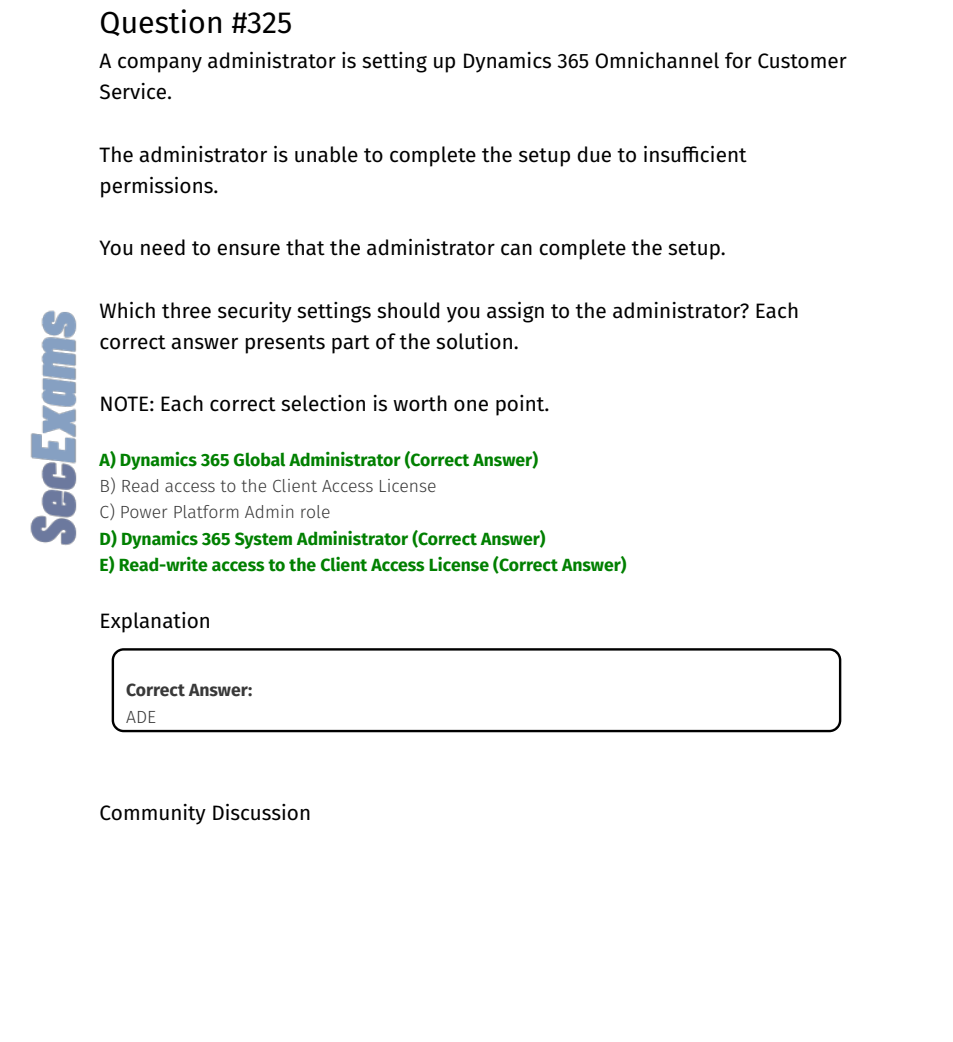 Question #325
A company administrator is setting up Dynamics 365 Omnichannel for Customer
Service.
The administrator is unable to complete the setup due to insufficient
permissions.
You need to ensure that the administrator can complete the setup.
Which three security settings should you assign to the administrator? Each
correct answer presents part of the solution.
NOTE: Each correct selection is worth one point.
A) Dynamics 365 Global Administrator (Correct Answer)
B) Read access to the Client Access License
C) Power Platform Admin role
D) Dynamics 365 System Administrator (Correct Answer)
E) Read-write access to the Client Access License (Correct Answer)
Explanation
Correct Answer:
ADE
Community Discussion
SecExams